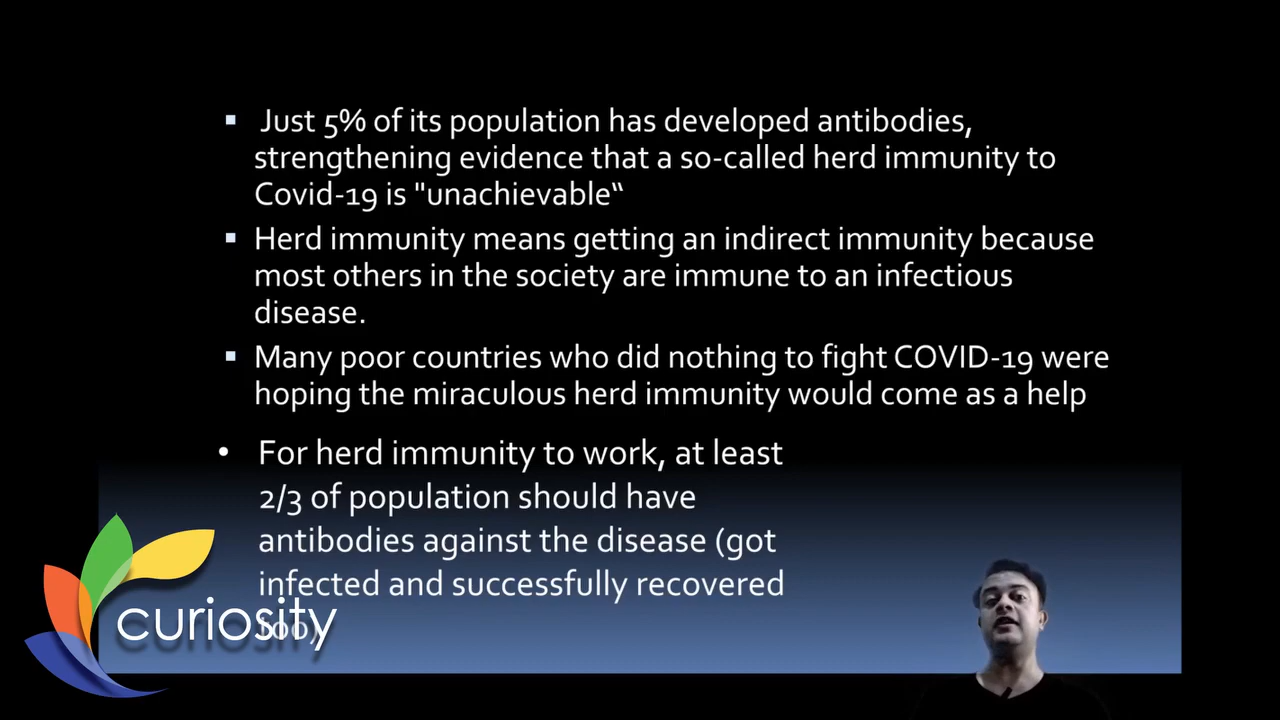 Just 5% of its population has developed antibodies,
strengthening evidence that a so-called herd immunity to
Covid-19 is "unachievable“
Herd immunity means getting an indirect immunity because
most others in the society are immune to an infectious
disease.
Many poor countries who did nothing to fight COVID-19 were
hoping the miraculous herd immunity would come as a help
For herd immunity to work, at least
2/3 of population should have
antibodies against the disease (got
infected and successfully recovered
too)
curiosity